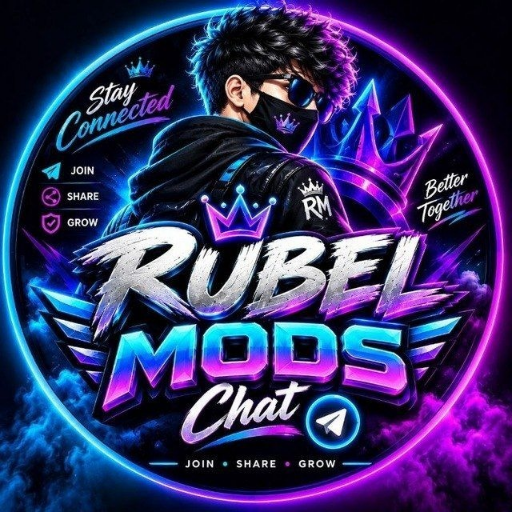 Stay
Connected
JOIN
SHARE
GROW
RM
Better
Together
RUBEL
MODS
Chat
JOIN • SHARE • GROW